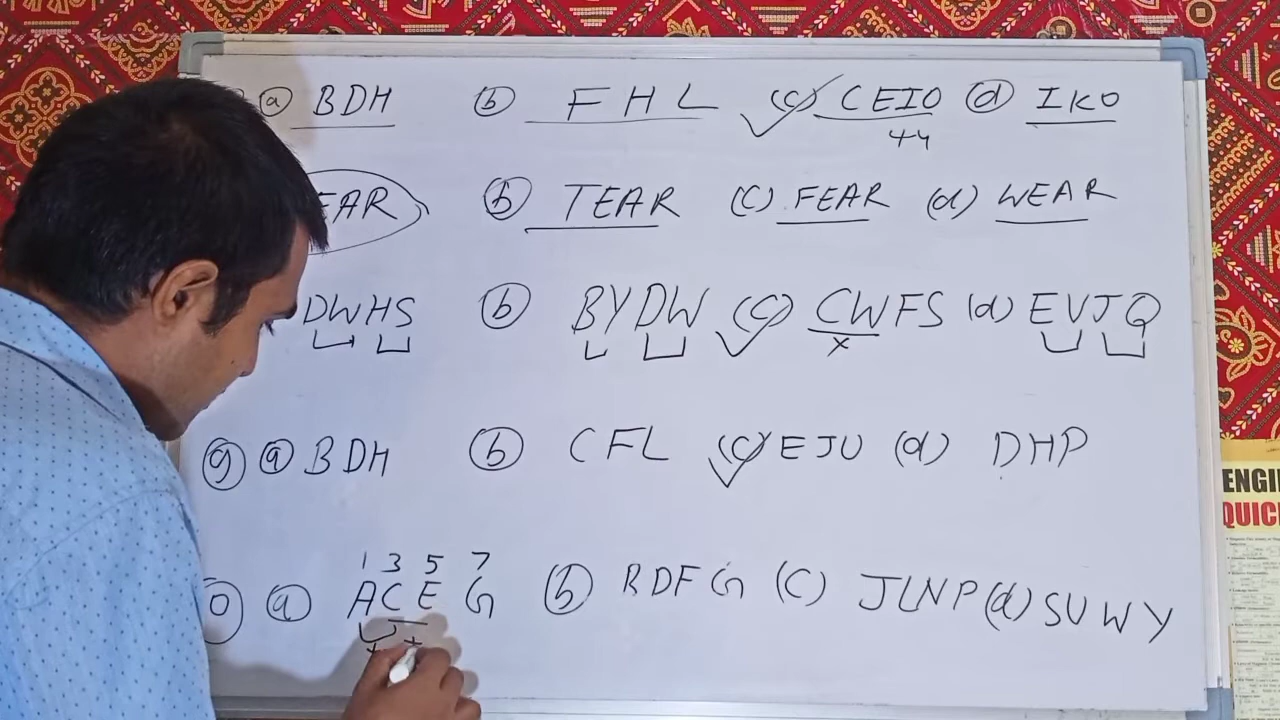 ⓐ BDH ⓑ FHL (c) CEIO ⓓ IKO
44
EAR ⓑ TEAR (C) FEAR (d) WEAR
DWHS ⓑ BYDW (c) CWFS (d) EVJQ
x
⑨ ⓐ BDH ⓑ CFL (c) EJU (d) DHP
1 3 5 7
0 ⓐ ACEG ⓑ BDFG (C) JLNP (d) SUWY
+ +
ENGI
QUIC